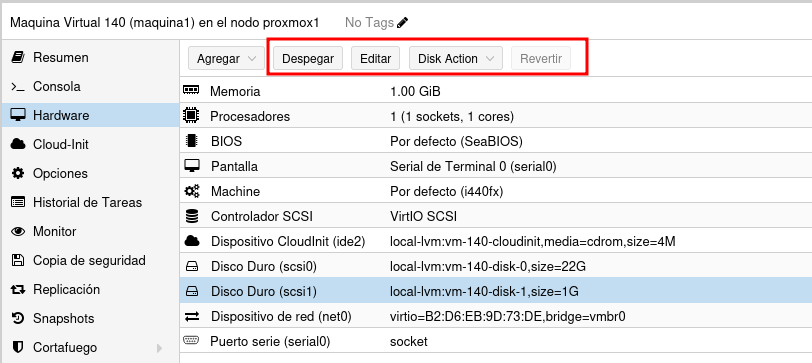 Maquina Virtual 140 (maquina1) en el nodo proxmox1 No Tags
Resumen
Consola
Hardware
Cloud-Init
Opciones
Historial de Tareas
Monitor
Copia de seguridad
Replicación
Snapshots
Cortafuego
Agregar Despegar Editar Disk Action Revertir
Memoria 1.00 GiB
Procesadores 1 (1 sockets, 1 cores)
BIOS Por defecto (SeaBIOS)
Pantalla Serial de Terminal 0 (serial0)
Machine Por defecto (i440fx)
Controlador SCSI VirtIO SCSI
Dispositivo CloudInit (ide2) local-lvm:vm-140-cloudinit,media=cdrom,size=4M
Disco Duro (scsi0) local-lvm:vm-140-disk-0,size=22G
Disco Duro (scsi1) local-lvm:vm-140-disk-1,size=1G
Dispositivo de red (net0) virtio=B2:D6:EB:9D:73:DE,bridge=vmbr0
Puerto serie (serial0) socket